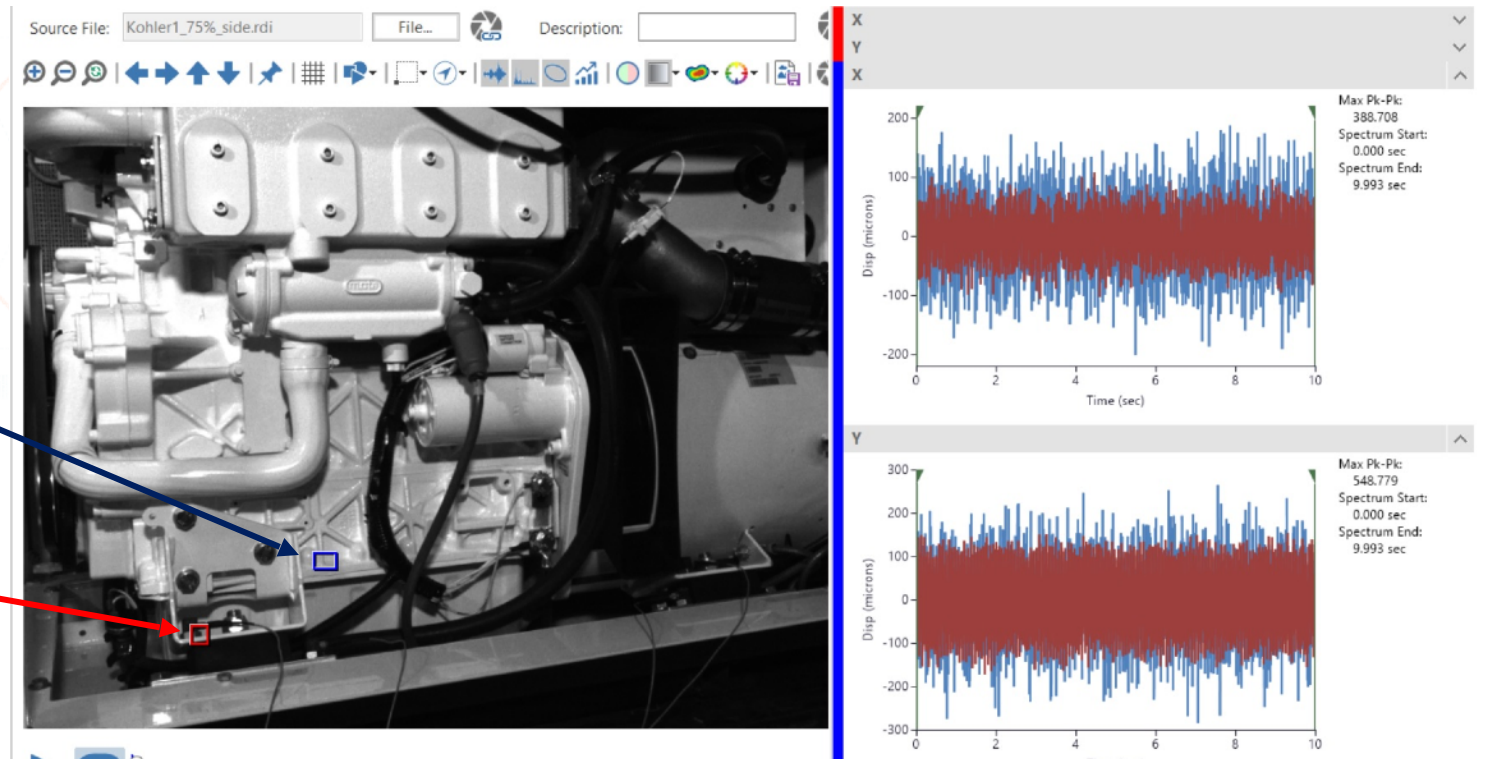 Source File: Kohler1_75%_side.rdi File... Description:
X
Y
X
Max Pk-Pk:
388.708
Spectrum Start:
0.000 sec
Spectrum End:
9.993 sec
200
100
0
-100
-200
Disp (microns)
0 2 4 6 8 10
Time (sec)
Y
Max Pk-Pk:
548.779
Spectrum Start:
0.000 sec
Spectrum End:
9.993 sec
300
200
100
0
-100
-200
-300
Disp (microns)
0 2 4 6 8 10